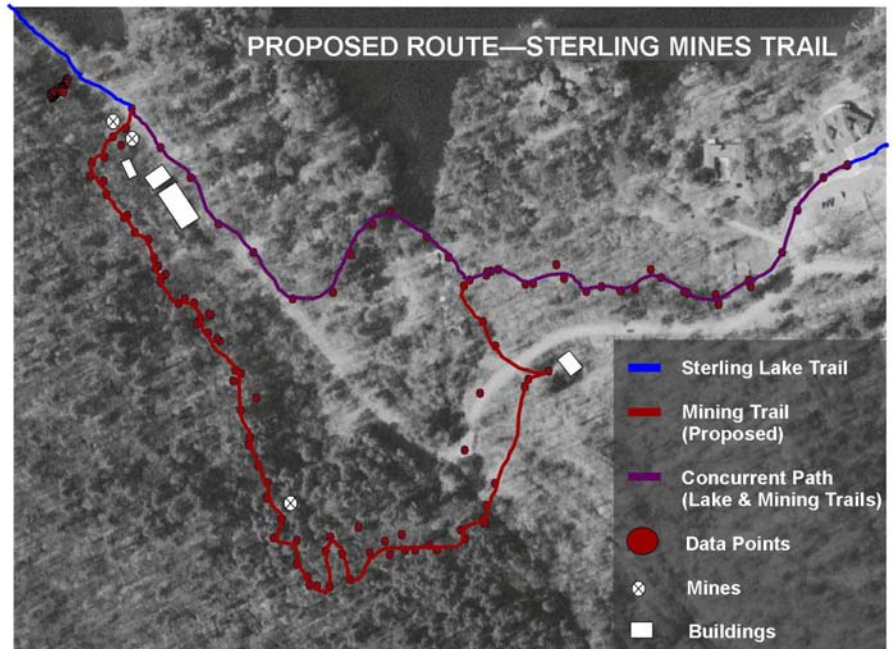 PROPOSED ROUTE—STERLING MINES TRAIL
Sterling Lake Trail
Mining Trail
(Proposed)
Concurrent Path
(Lake & Mining Trails)
Data Points
Mines
Buildings